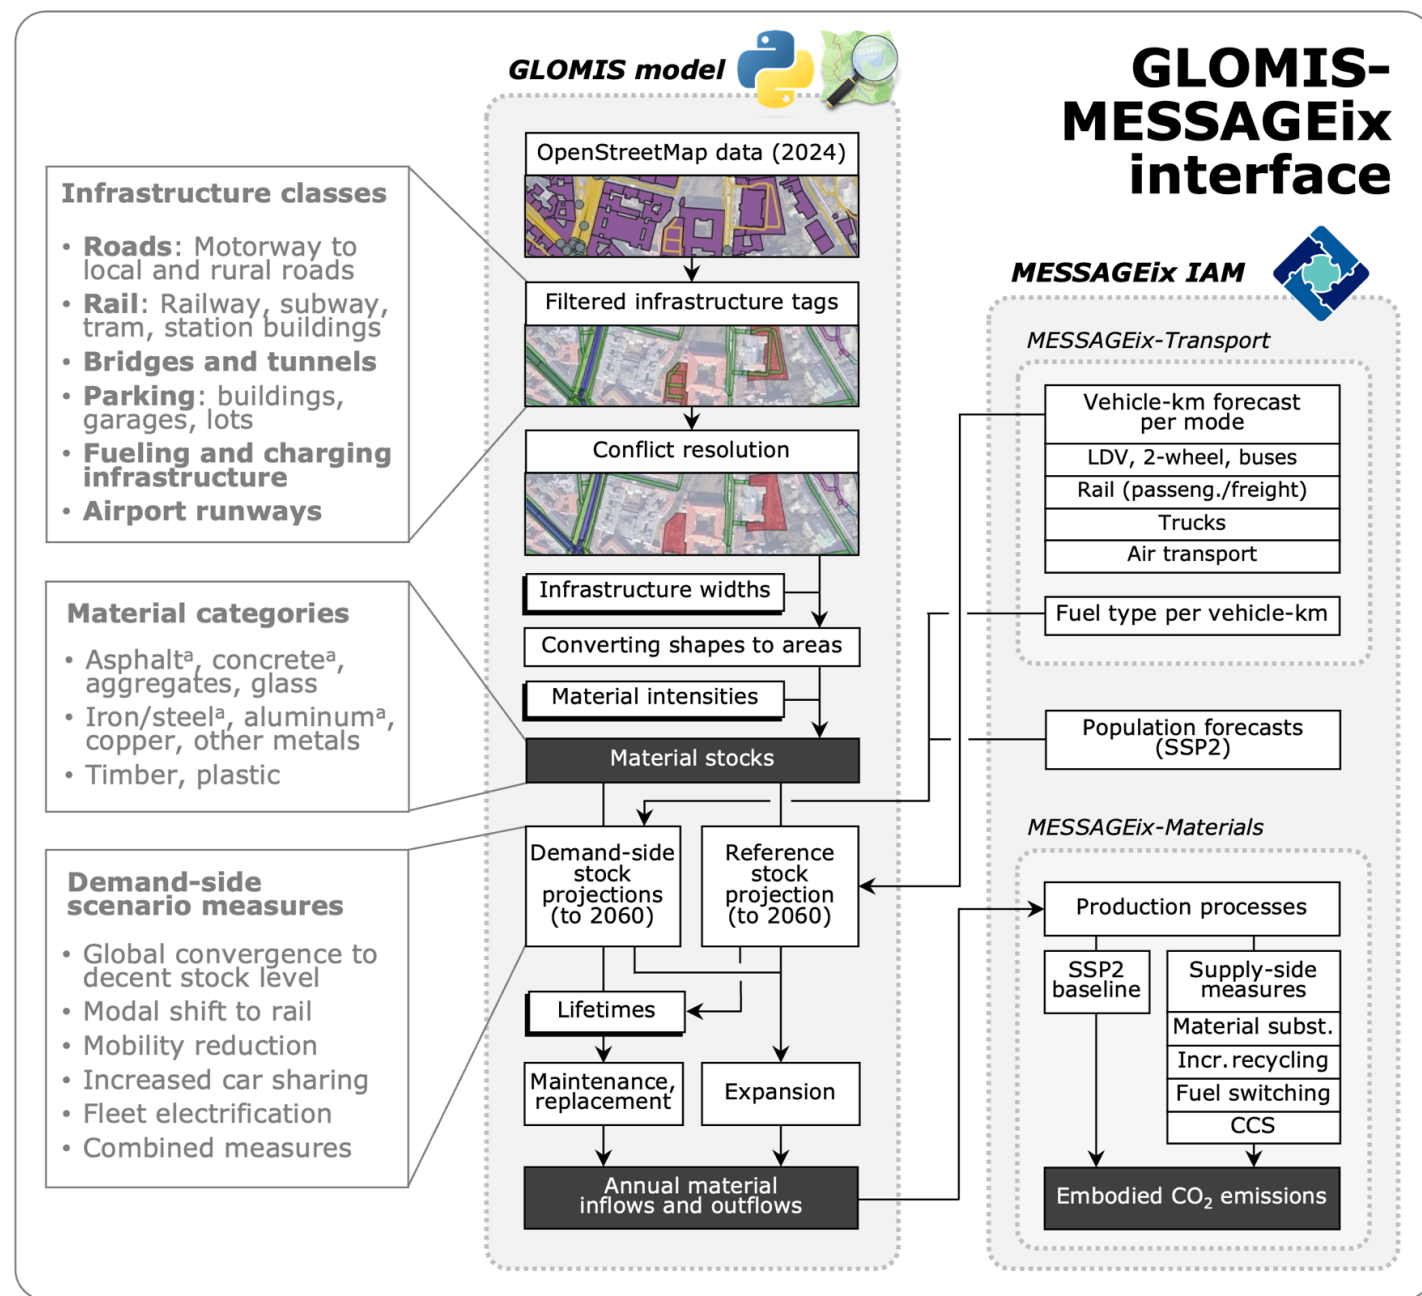 GLOMIS-
MESSAGEix
interface
GLOMIS model
OpenStreetMap data (2024)
Filtered infrastructure tags
Conflict resolution
Infrastructure widths
Converting shapes to areas
Material intensities
Material stocks
Demand-side
stock
projections
(to 2060)
Reference
stock
projection
(to 2060)
Lifetimes
Maintenance,
replacement
Expansion
Annual material
inflows and outflows
Infrastructure classes
• Roads: Motorway to
local and rural roads
• Rail: Railway, subway,
tram, station buildings
• Bridges and tunnels
• Parking: buildings,
garages, lots
• Fueling and charging
infrastructure
• Airport runways
Material categories
• Asphaltᵃ, concreteᵃ,
aggregates, glass
• Iron/steelᵃ, aluminumᵃ,
copper, other metals
• Timber, plastic
Demand-side
scenario measures
• Global convergence to
decent stock level
• Modal shift to rail
• Mobility reduction
• Increased car sharing
• Fleet electrification
• Combined measures
MESSAGEix IAM
MESSAGEix-Transport
Vehicle-km forecast
per mode
LDV, 2-wheel, buses
Rail (passeng./freight)
Trucks
Air transport
Fuel type per vehicle-km
Population forecasts
(SSP2)
MESSAGEix-Materials
Production processes
SSP2
baseline
Supply-side
measures
Material subst.
Incr. recycling
Fuel switching
CCS
Embodied CO₂ emissions